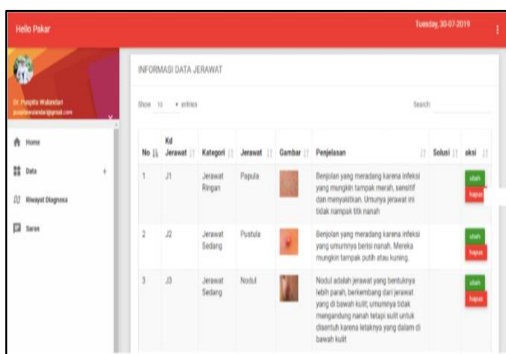 Hello Pakar
Tuesday, 30-07-2019
INFORMASI DATA JERAWAT
Dr. Puspita Wulandari
Show 10 entries
Search:
Home
Data +
Riwayat Diagnosa
Saran
No Kd Jerawat Kategori Jerawat Gambar Penjelasan Solusi aksi
1 J1 Jerawat Ringan Papula
Benjolan yang meradang karena infeksi
yang mungkin tampak merah, sensitif
dan menyakitkan. Umunya jerawat ini
tidak nampak titik nanah
ubah
hapus
2 J2 Jerawat Sedang Pustula
Benjolan yang meradang karena infeksi
yang umumnya berisi nanah. Mereka
mungkin tampak putih atau kuning.
ubah
hapus
3 J3 Jerawat Sedang Nodul
Nodul adalah jerawat yang bentuknya
lebih parah, berkembang dari jerawat
yang di bawah kulit; umumnya tidak
mengandung nanah tetapi sulit untuk
disentuh karena letaknya yang dalam di
bawah kulit
ubah
hapus